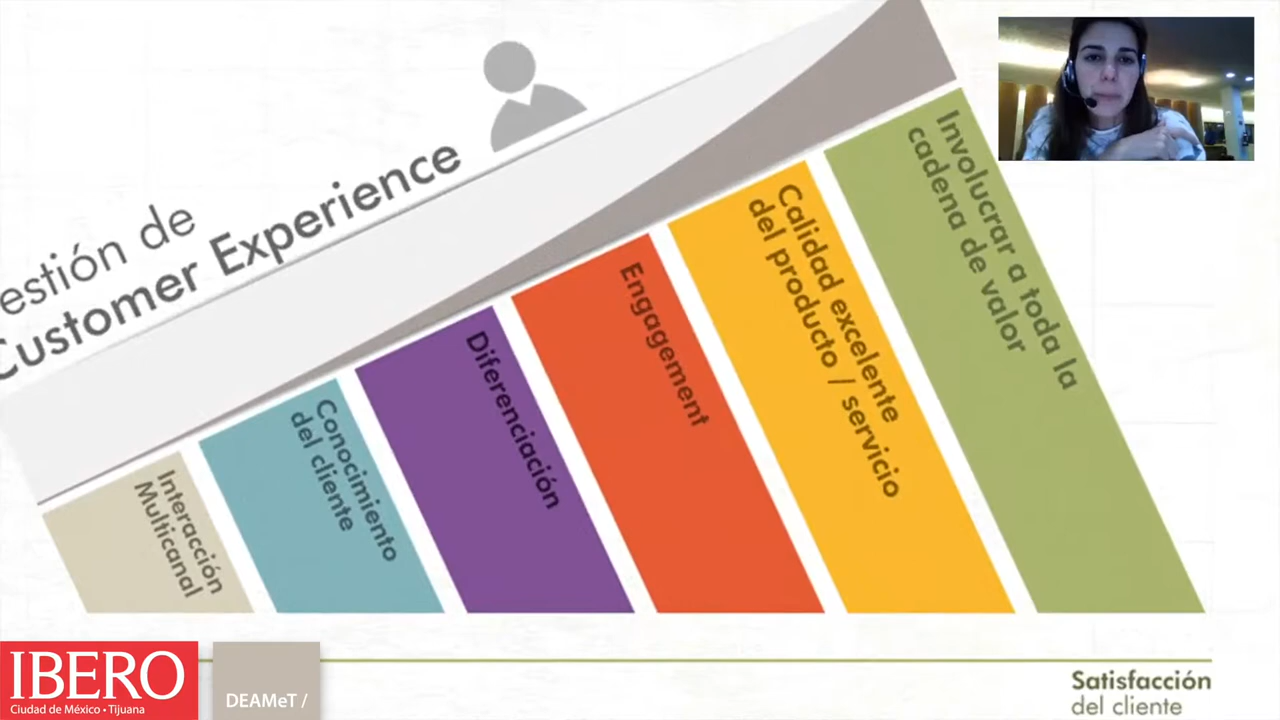 estión de
Customer Experience
Interacción
Multicanal
Conocimiento
del cliente
Diferenciación
Engagement
Calidad excelente
del producto / servicio
Involucrar a toda la
cadena de valor
IBERO
Ciudad de México • Tijuana
DEAMeT /
Satisfacción
del cliente